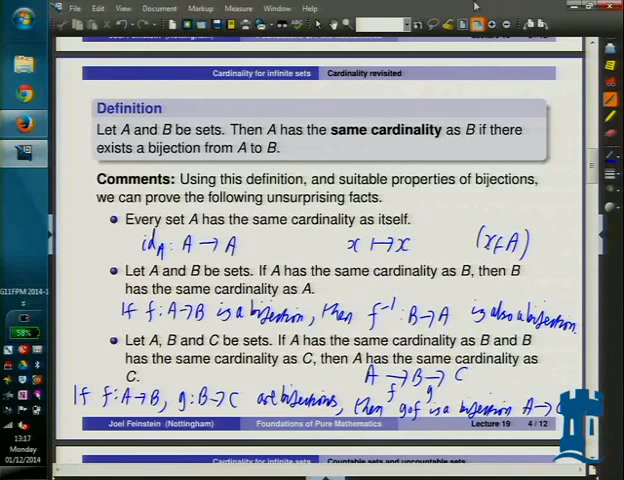 File Edit View Document Markup Measure Window Help
Joel Feinstein (Nottingham)
Cardinality for infinite sets Cardinality revisited
Definition
Let A and B be sets. Then A has the same cardinality as B if there
exists a bijection from A to B.
Comments: Using this definition, and suitable properties of bijections,
we can prove the following unsurprising facts.
Every set A has the same cardinality as itself.
id_A : A → A x ↦ x (x ∈ A)
Let A and B be sets. If A has the same cardinality as B, then B
has the same cardinality as A.
If f: A→B is a bijection, then f⁻¹ : B→A is also a bijection.
Let A, B and C be sets. If A has the same cardinality as B and B
has the same cardinality as C, then A has the same cardinality as
C.
A → B → C
f g
If f: A→B, g: B→C are bijections, then g∘f is a bijection A→C
Joel Feinstein (Nottingham) Foundations of Pure Mathematics Lecture 19 4 / 12
Cardinality for infinite sets Countable sets and uncountable sets
G11FPM 2014-1
58%
13:17
Monday
01/12/2014